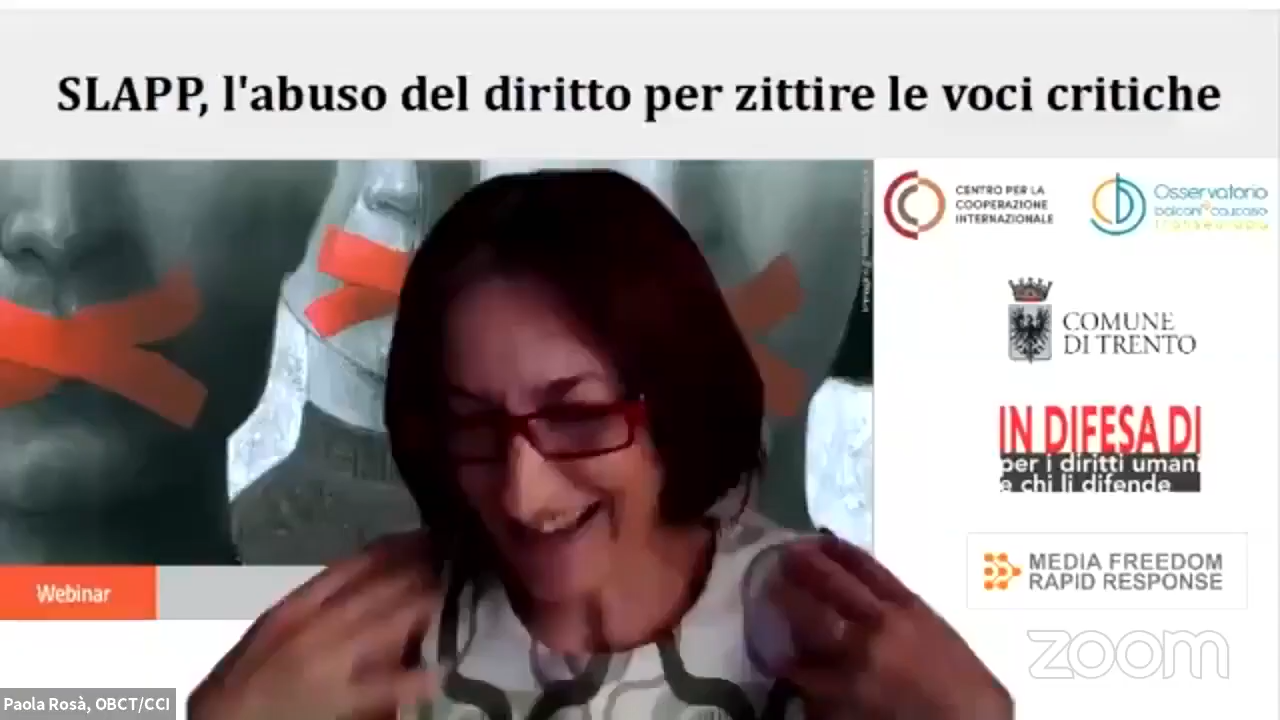 SLAPP, l'abuso del diritto per zittire le voci critiche
CENTRO PER LA
COOPERAZIONE
INTERNAZIONALE
Osservatorio
balcani e caucaso
transeuropa
COMUNE
DI TRENTO
IN DIFESA DI
per i diritti umani
e chi li difende
MEDIA FREEDOM
RAPID RESPONSE
Webinar
zoom
Paola Rosà, OBCT/CCI